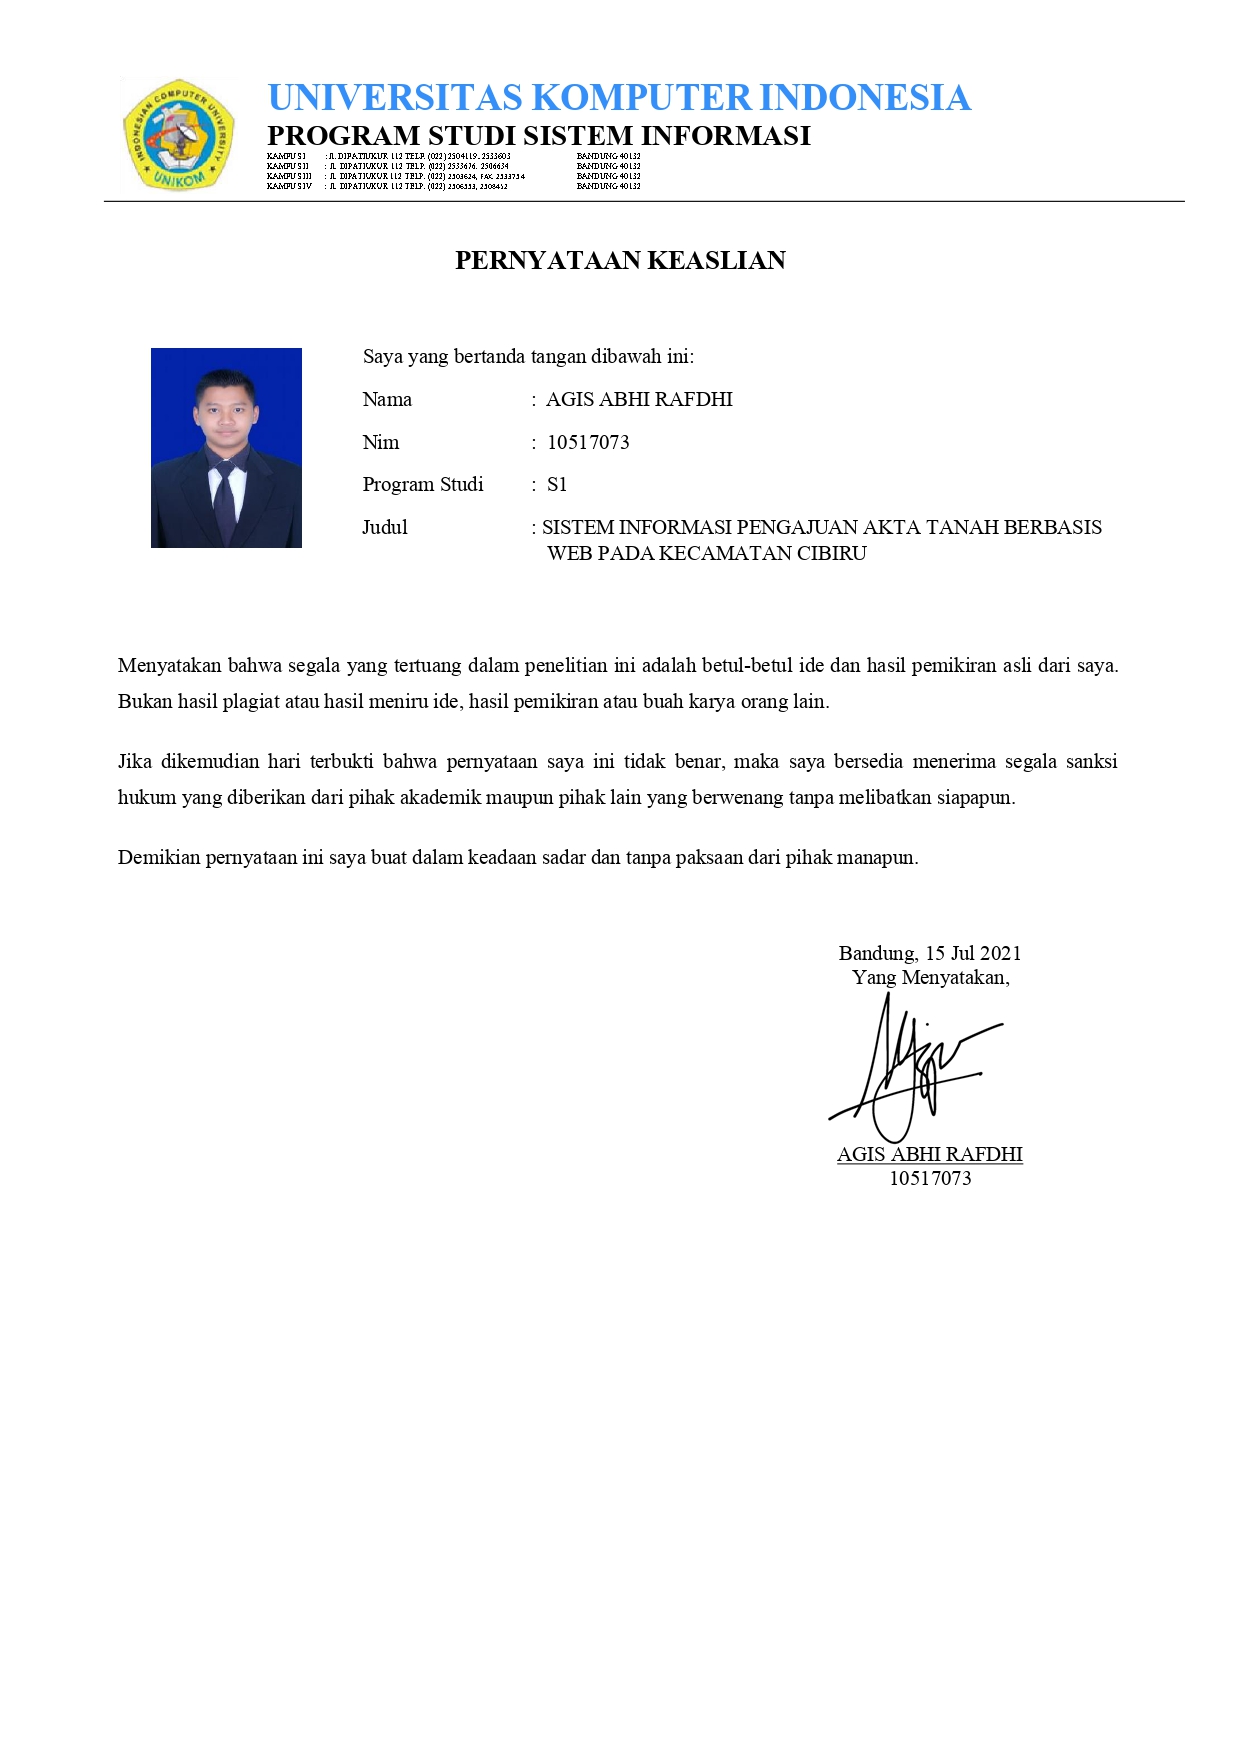 UNIVERSITAS KOMPUTER INDONESIA
PROGRAM STUDI SISTEM INFORMASI
KAMPUS I : Jl. DIPATIUKUR 112 TELP. (022) 2504119, 2533603 BANDUNG 40132
KAMPUS II : Jl. DIPATIUKUR 112 TELP. (022) 2533676, 2506634 BANDUNG 40132
KAMPUS III : Jl. DIPATIUKUR 112 TELP. (022) 2503624, FAX. 2533754 BANDUNG 40132
KAMPUS IV : Jl. DIPATIUKUR 112 TELP. (022) BANDUNG 40132
INDONESIAN COMPUTER UNIVERSITY
UNIKOM
PERNYATAAN KEASLIAN
Saya yang bertanda tangan dibawah ini:
Nama : AGIS ABHI RAFDHI
Nim : 10517073
Program Studi : S1
Judul : SISTEM INFORMASI PENGAJUAN AKTA TANAH BERBASIS
WEB PADA KECAMATAN CIBIRU
Menyatakan bahwa segala yang tertuang dalam penelitian ini adalah betul-betul ide dan hasil pemikiran asli dari saya.
Bukan hasil plagiat atau hasil meniru ide, hasil pemikiran atau buah karya orang lain.
Jika dikemudian hari terbukti bahwa pernyataan saya ini tidak benar, maka saya bersedia menerima segala sanksi
hukum yang diberikan dari pihak akademik maupun pihak lain yang berwenang tanpa melibatkan siapapun.
Demikian pernyataan ini saya buat dalam keadaan sadar dan tanpa paksaan dari pihak manapun.
Bandung, 15 Jul 2021
Yang Menyatakan,
AGIS ABHI RAFDHI
10517073